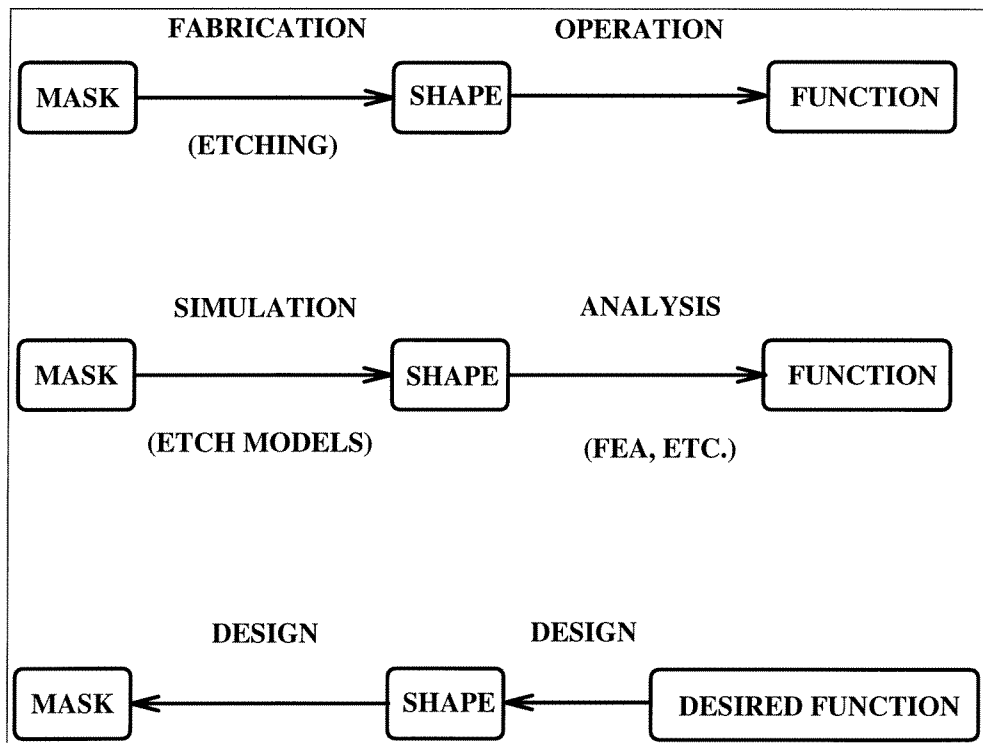 FABRICATION OPERATION
MASK SHAPE FUNCTION
(ETCHING)
SIMULATION ANALYSIS
MASK SHAPE FUNCTION
(ETCH MODELS) (FEA, ETC.)
DESIGN DESIGN
MASK SHAPE DESIRED FUNCTION